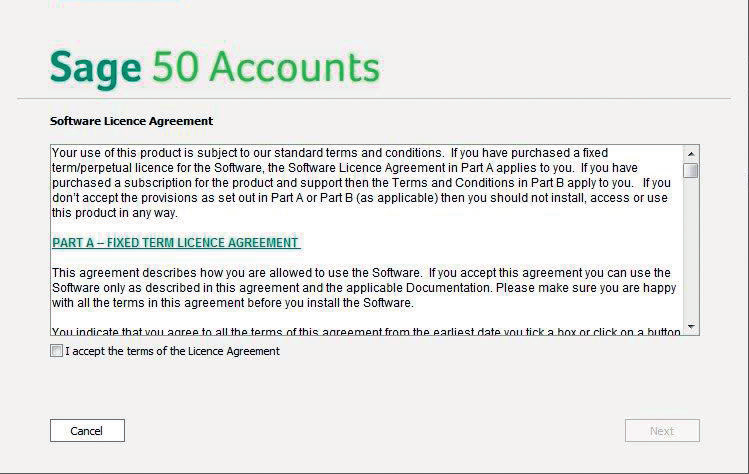 Sage 50 Accounts
Software Licence Agreement
Your use of this product is subject to our standard terms and conditions.  If you have purchased a fixed
term/perpetual licence for the Software, the Software Licence Agreement in Part A applies to you.  If you have
purchased a subscription for the product and support then the Terms and Conditions in Part B apply to you.   If you
don't accept the provisions as set out in Part A or Part B (as applicable) then you should not install, access or use
this product in any way.
PART A – FIXED TERM LICENCE AGREEMENT
This agreement describes how you are allowed to use the Software.  If you accept this agreement you can use the
Software only as described in this agreement and the applicable Documentation. Please make sure you are happy
with all the terms in this agreement before you install the Software.
You indicate that you agree to all the terms of this agreement from the earliest date you tick a box or click on a button
I accept the terms of the Licence Agreement
Cancel
Next